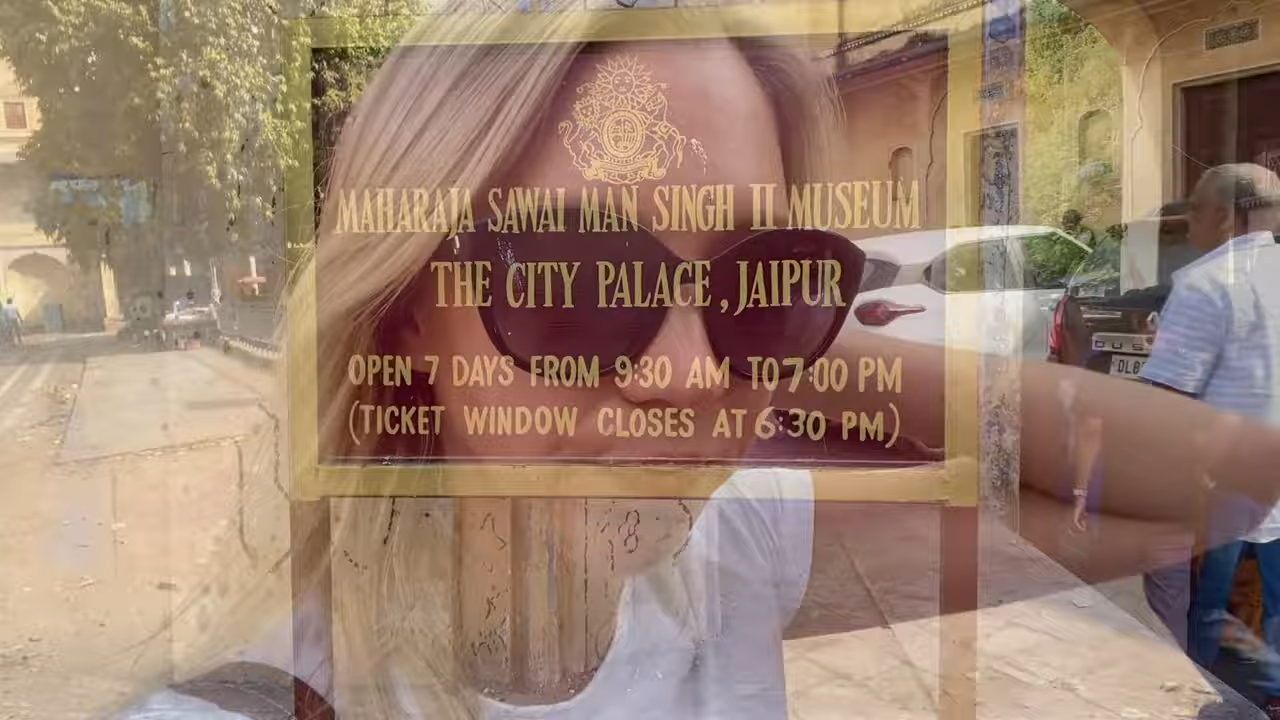 MAHARAJA SAWAI MAN SINGH II MUSEUM
THE CITY PALACE, JAIPUR
OPEN 7 DAYS FROM 9:30 AM TO 7:00 PM
(TICKET WINDOW CLOSES AT 6:30 PM)